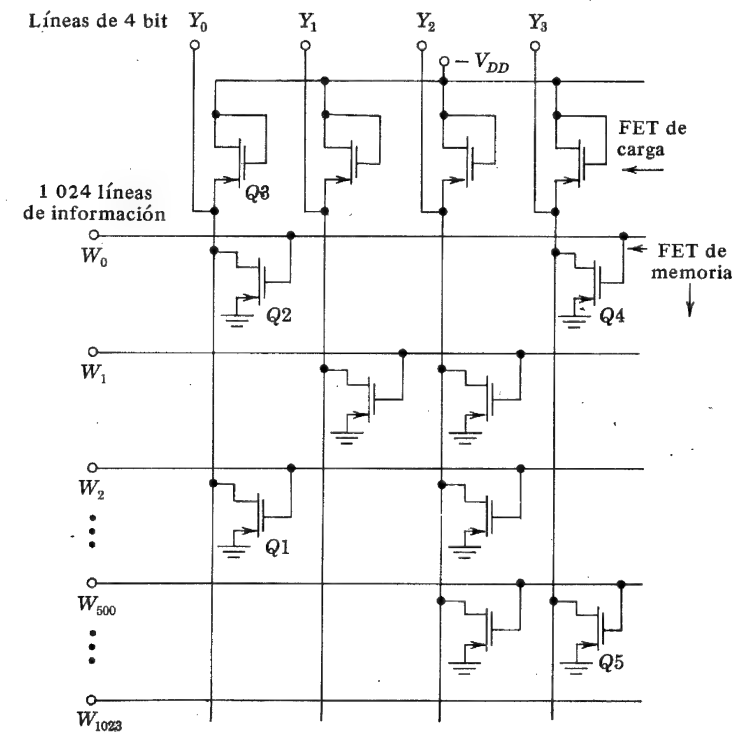 Líneas de 4 bit Y0 Y1 Y2 Y3
− VDD
FET de
carga
Q3
1 024 líneas
de información
W0
FET de
memoria
Q2
Q4
W1
W2
Q1
W500
Q5
W1023